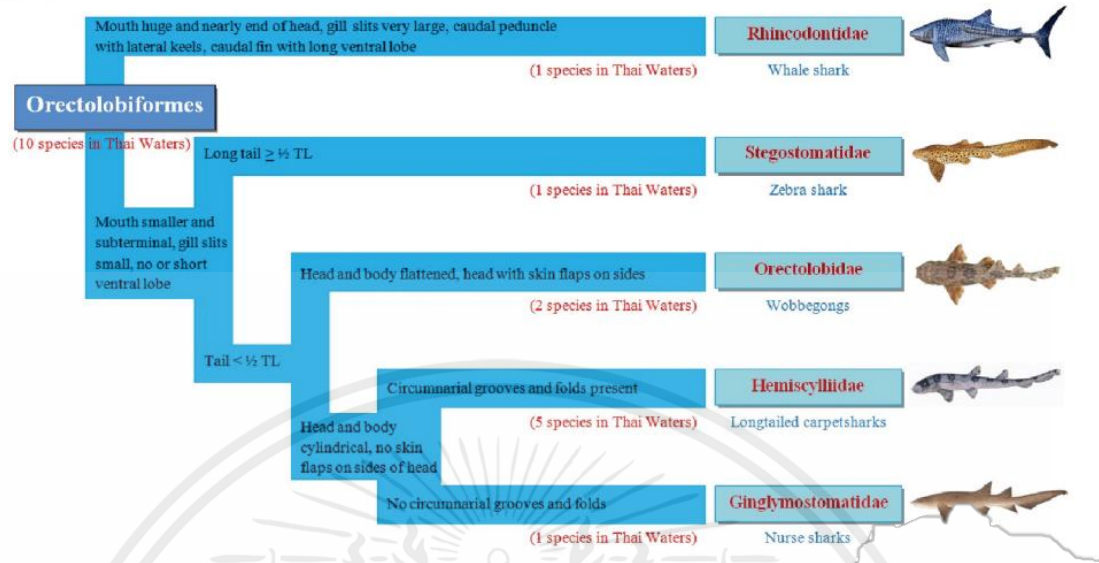 Mouth huge and nearly end of head, gill slits very large, caudal peduncle
with lateral keels, caudal fin with long ventral lobe
Rhincodontidae
(1 species in Thai Waters)
Whale shark
Orectolobiformes
(10 species in Thai Waters)
Long tail ≥ ½ TL
Stegostomatidae
(1 species in Thai Waters)
Zebra shark
Mouth smaller and
subterminal, gill slits
small, no or short
ventral lobe
Head and body flattened, head with skin flaps on sides
Orectolobidae
(2 species in Thai Waters)
Wobbegongs
Tail < ½ TL
Circumnarial grooves and folds present
Hemiscylliidae
(5 species in Thai Waters)
Longtailed carpetsharks
Head and body
cylindrical, no skin
flaps on sides of head
No circumnarial grooves and folds
Ginglymostomatidae
(1 species in Thai Waters)
Nurse sharks